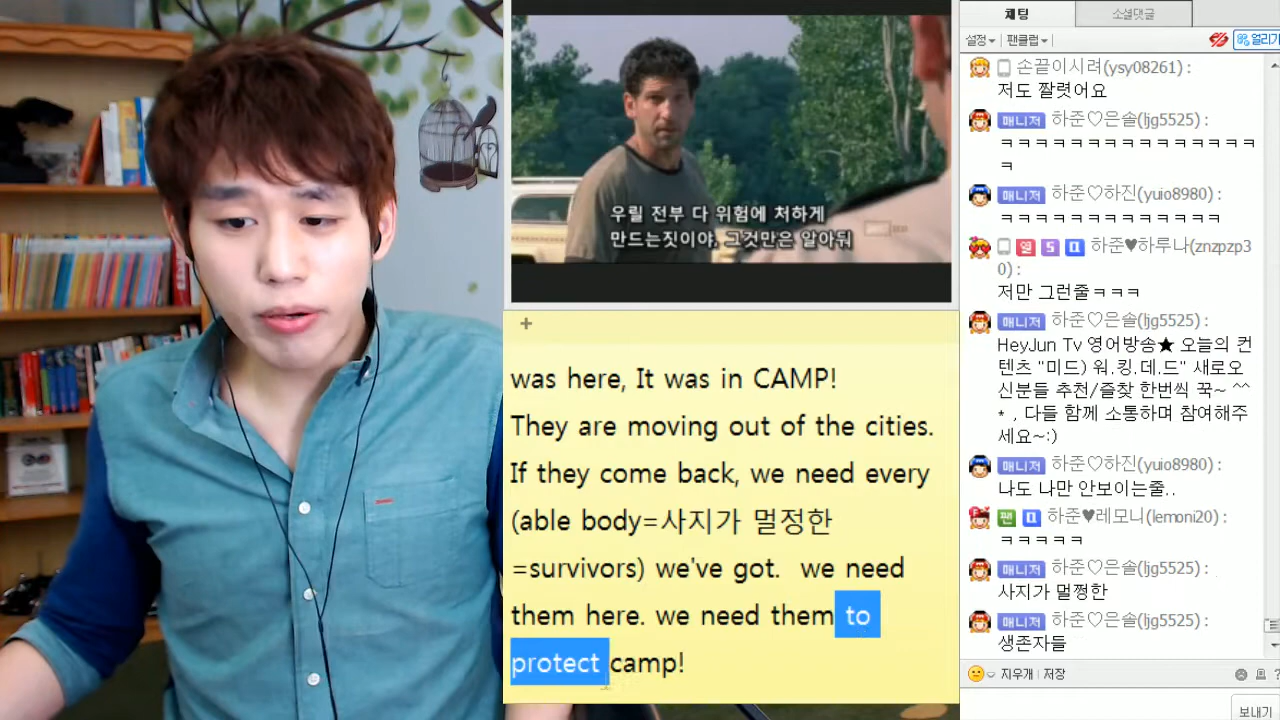 우릴 전부 다 위험에 처하게
만드는짓이야. 그것만은 알아둬
+
was here, It was in CAMP!
They are moving out of the cities.
If they come back, we need every
(able body=사지가 멀정한
=survivors) we've got. we need
them here. we need them to
protect camp!
채팅
소셜댓글
설정
팬클럽
얼리기
손끝이시려(ysy08261) :
저도 짤렷어요
매니저 하준♡은솔(ljg5525) :
ㅋㅋㅋㅋㅋㅋㅋㅋㅋㅋㅋㅋㅋㅋㅋ
ㅋ
매니저 하준♡하진(yuio8980) :
ㅋㅋㅋㅋㅋㅋㅋㅋㅋㅋㅋㅋㅋ
열 S 하준♥하루나(znzpzp3
0) :
저만 그런줄ㅋㅋㅋ
매니저 하준♡은솔(ljg5525) :
HeyJun Tv 영어방송★ 오늘의 컨
텐츠 "미드) 워.킹.데.드" 새로오
신분들 추천/즐찾 한번씩 꾹~ ^^
* , 다들 함께 소통하며 참여해주
세요~:)
매니저 하준♡하진(yuio8980) :
나도 나만 안보이는줄..
팬 하준♥레모니(lemoni20) :
ㅋㅋㅋㅋㅋ
매니저 하준♡은솔(ljg5525) :
사지가 멀쩡한
매니저 하준♡은솔(ljg5525) :
생존자들
지우개 저장
보내기